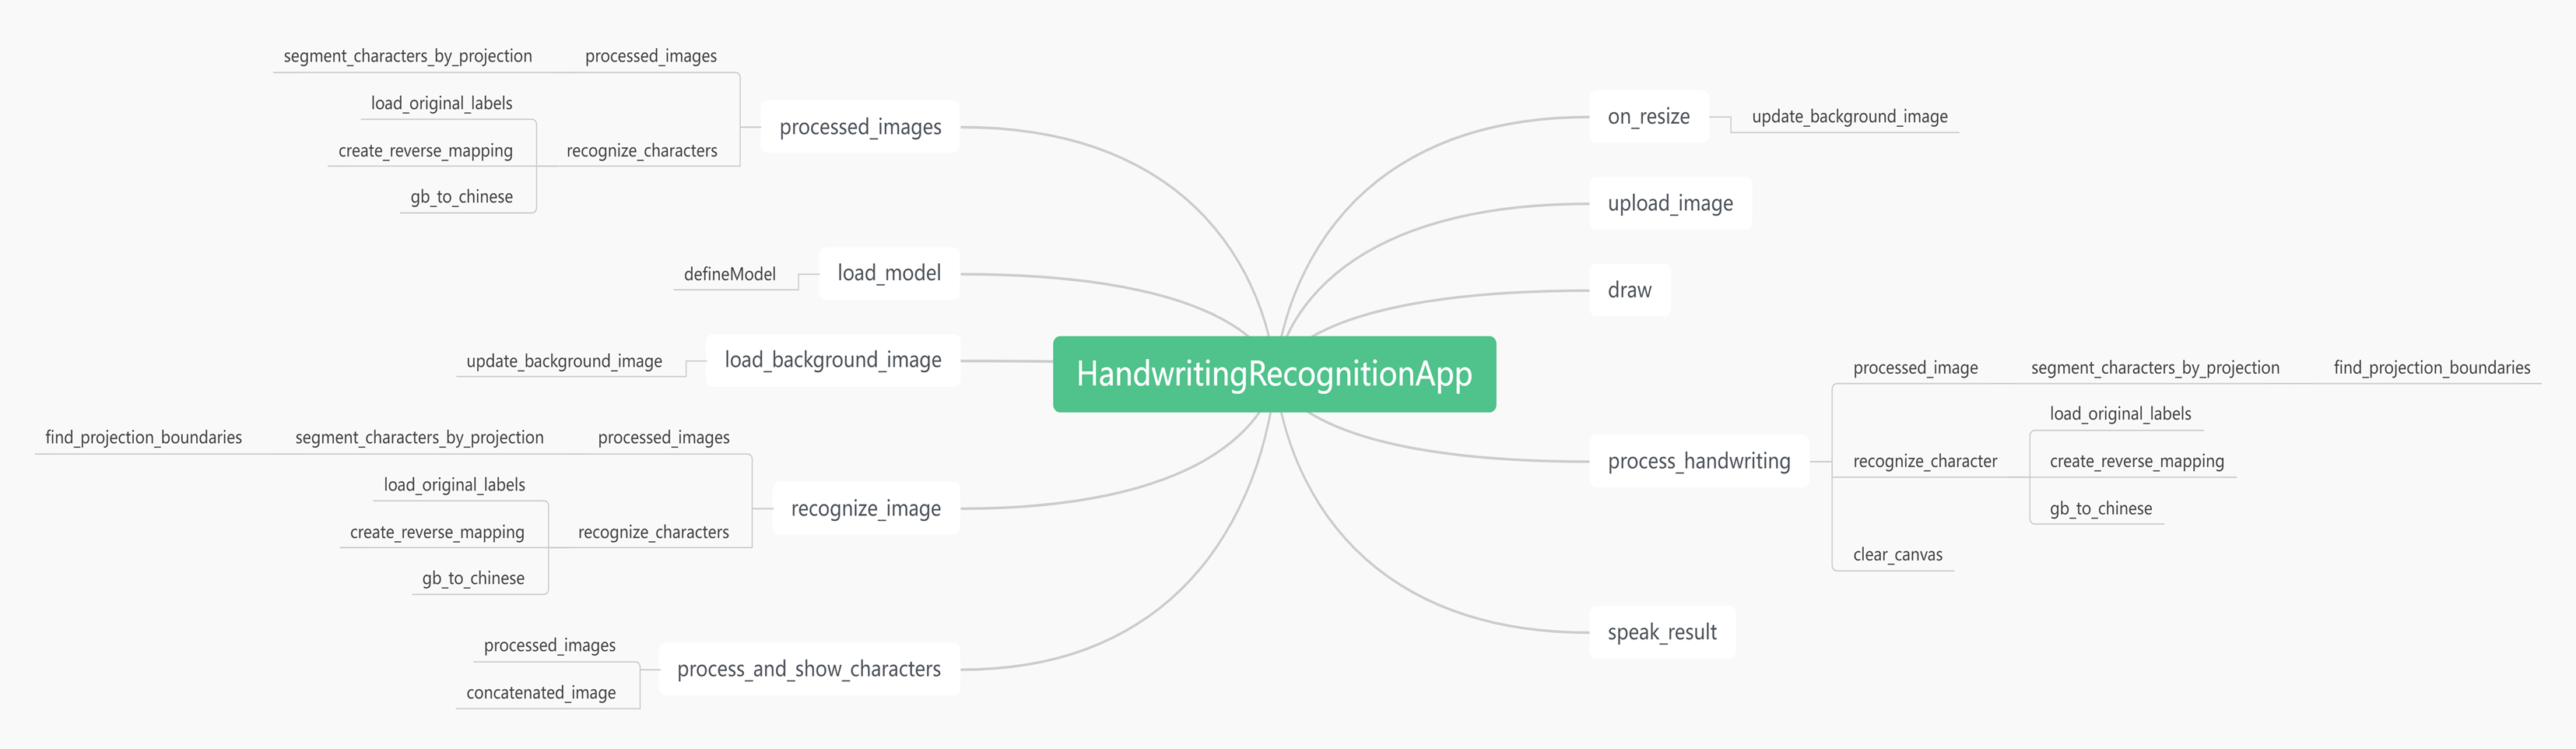 HandwritingRecognitionApp
processed_images
processed_images
segment_characters_by_projection
recognize_characters
load_original_labels
create_reverse_mapping
gb_to_chinese
load_model
defineModel
load_background_image
update_background_image
recognize_image
processed_images
segment_characters_by_projection
find_projection_boundaries
recognize_characters
load_original_labels
create_reverse_mapping
gb_to_chinese
process_and_show_characters
processed_images
concatenated_image
on_resize
update_background_image
upload_image
draw
process_handwriting
processed_image
segment_characters_by_projection
find_projection_boundaries
recognize_character
load_original_labels
create_reverse_mapping
gb_to_chinese
clear_canvas
speak_result